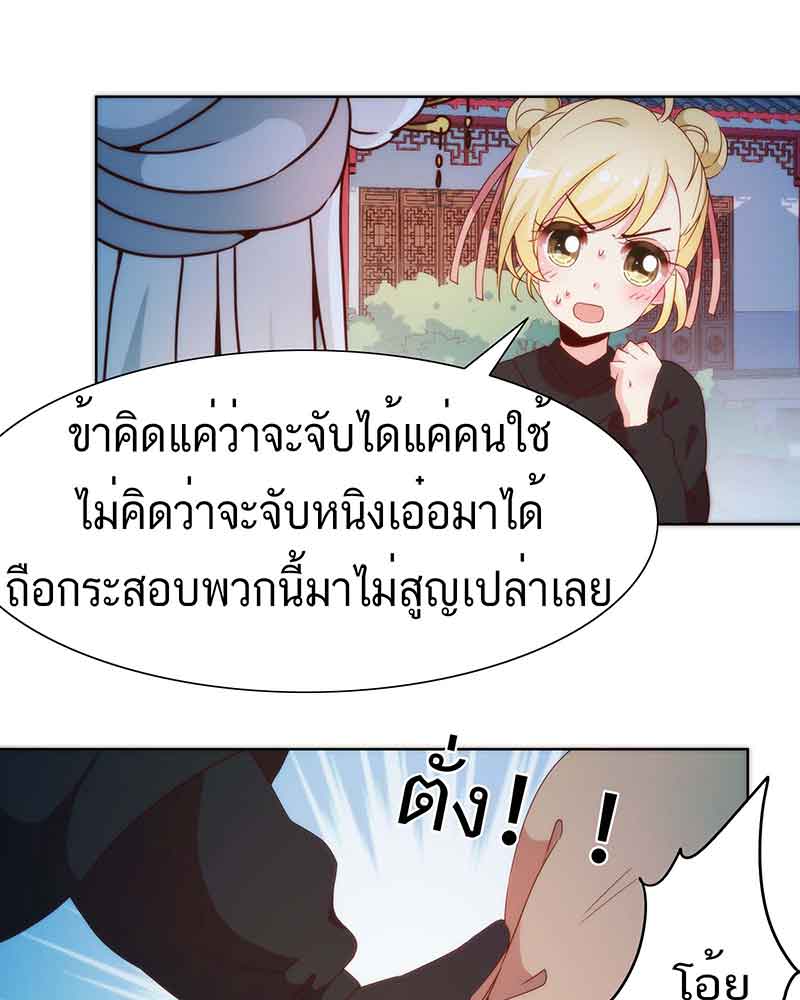 ข้าคิดแค่ว่าจะจับได้แค่คนใช้
ไม่คิดว่าจะจับหนิงเอ๋อมาได้
ถือกระสอบพวกนี้มาไม่สูญเปล่าเลย
ตั่ง! !
โอ้ย